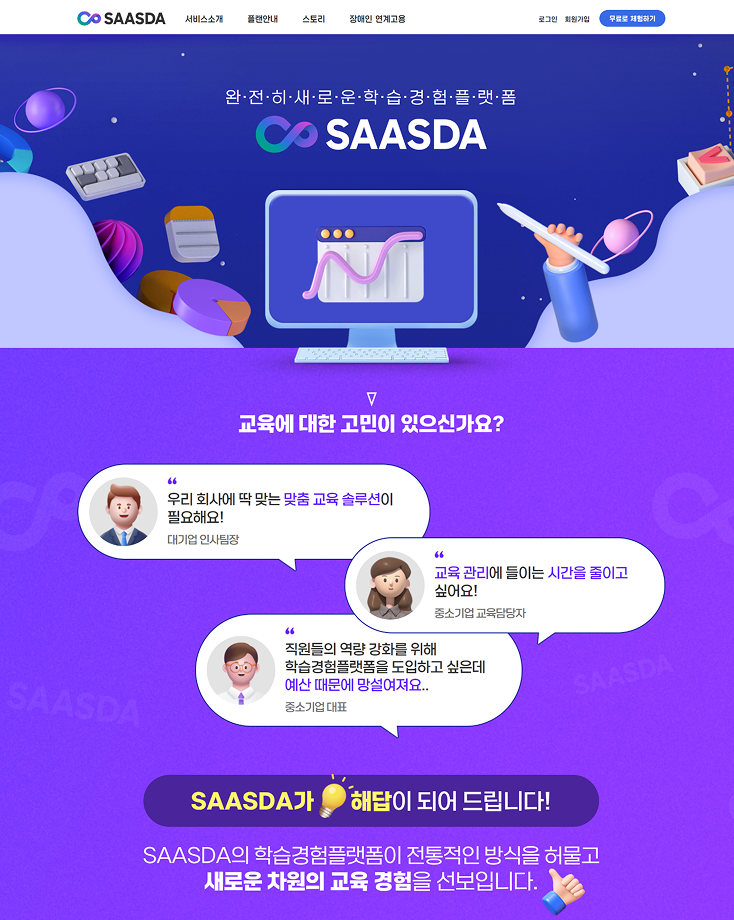 SAASDA 서비스소개 플랜안내 스토리 장애인 연계고용 로그인 회원가입 무료로 체험하기
완·전·히·새·로·운·학·습·경·험·플·랫·폼
SAASDA
교육에 대한 고민이 있으신가요?
“
우리 회사에 딱 맞는 맞춤 교육 솔루션이
필요해요!
대기업 인사팀장
“
교육 관리에 들이는 시간을 줄이고
싶어요!
중소기업 교육담당자
“
직원들의 역량 강화를 위해
학습경험플랫폼을 도입하고 싶은데
예산 때문에 망설여져요..
중소기업 대표
SAASDA
SAASDA
SAASDA가 해답이 되어 드립니다!
SAASDA의 학습경험플랫폼이 전통적인 방식을 허물고
새로운 차원의 교육 경험을 선보입니다.